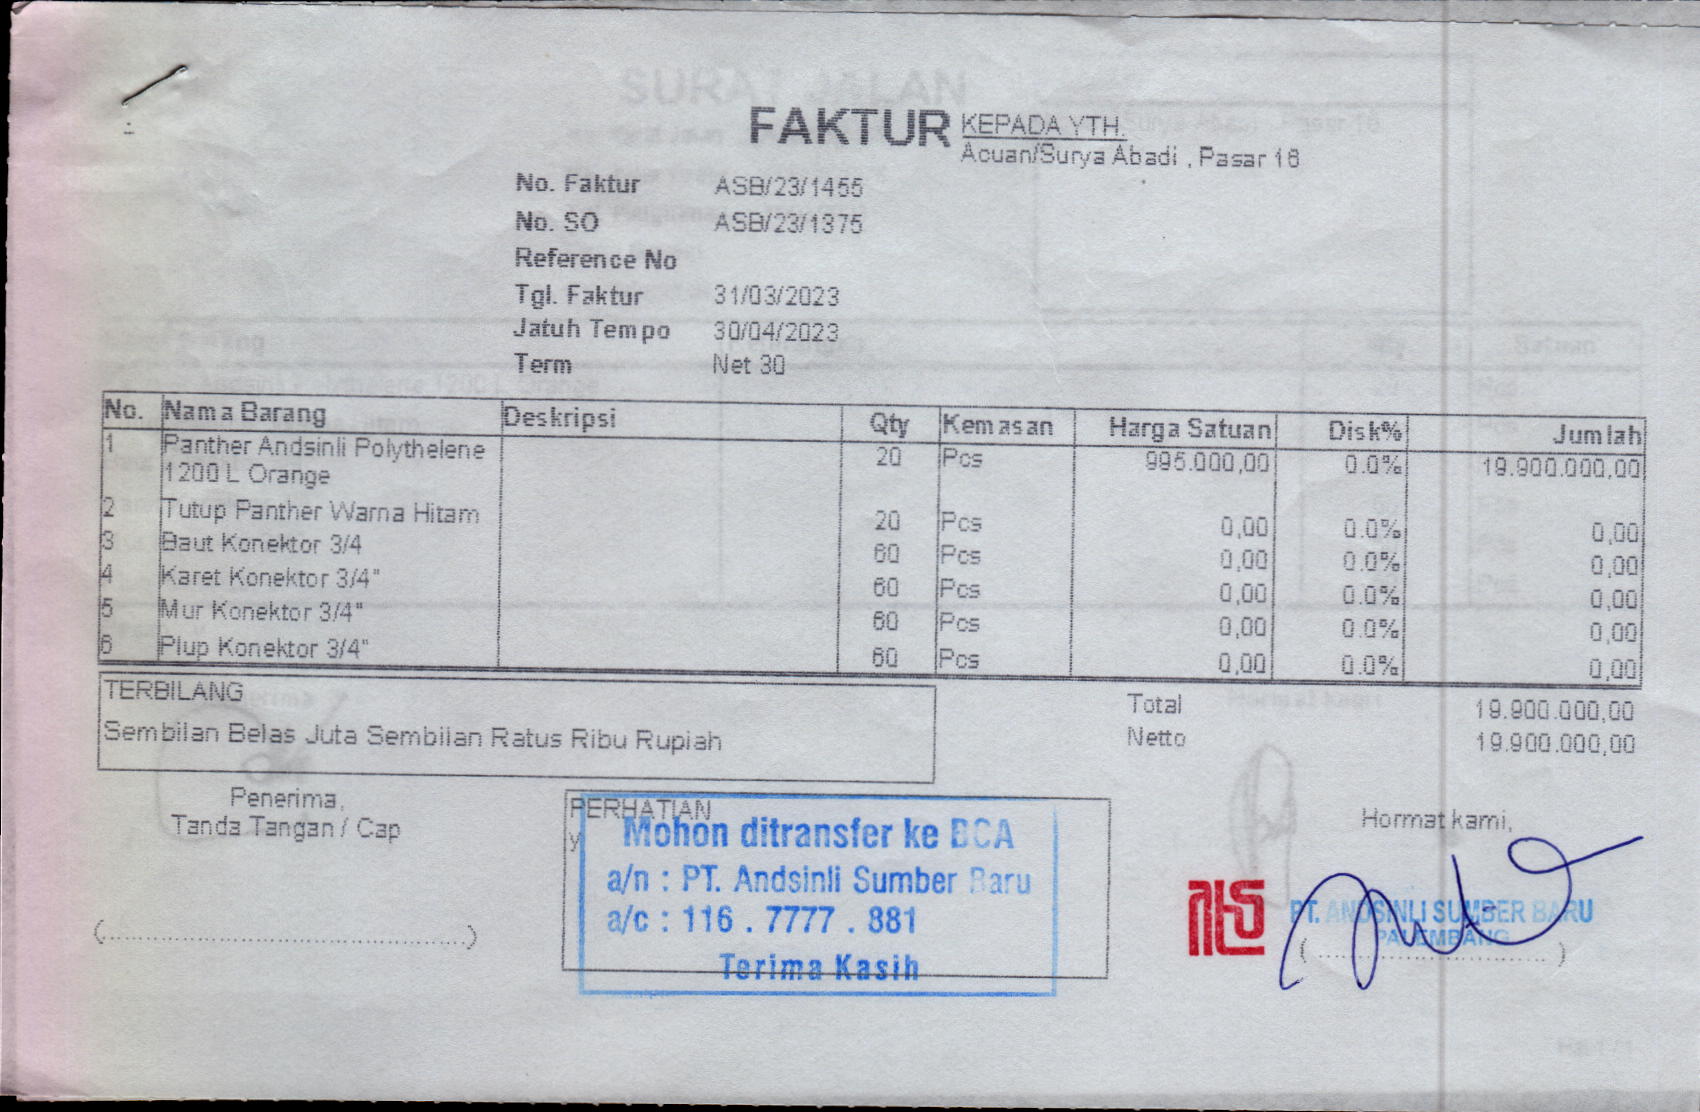 FAKTUR
KEPADA YTH.
Acuan/Surya Abadi , Pasar 16
No. Faktur ASB/23/1455
No. SO ASB/23/1375
Reference No
Tgl. Faktur 31/03/2023
Jatuh Tempo 30/04/2023
Term Net 30
No. Nama Barang Deskripsi Qty Kemasan Harga Satuan Disk% Jumlah
1 Panther Andsinli Polythelene 20 Pcs 995.000,00 0.0% 19.900.000,00
1200 L Orange
2 Tutup Panther Warna Hitam 20 Pcs 0,00 0.0% 0,00
3 Baut Konektor 3/4 60 Pcs 0,00 0.0% 0,00
4 Karet Konektor 3/4" 60 Pcs 0,00 0.0% 0,00
5 Mur Konektor 3/4" 60 Pcs 0,00 0.0% 0,00
6 Plup Konektor 3/4" 60 Pcs 0,00 0.0% 0,00
TERBILANG
Sembilan Belas Juta Sembilan Ratus Ribu Rupiah
Total 19.900.000,00
Netto 19.900.000,00
Penerima,
Tanda Tangan / Cap
(..............................................)
PERHATIAN
y
Mohon ditransfer ke BCA
a/n : PT. Andsinli Sumber Baru
a/c : 116 . 7777 . 881
Terima Kasih
Hormat kami,
PT. ANDSINLI SUMBER BARU
PALEMBANG
(..............................)